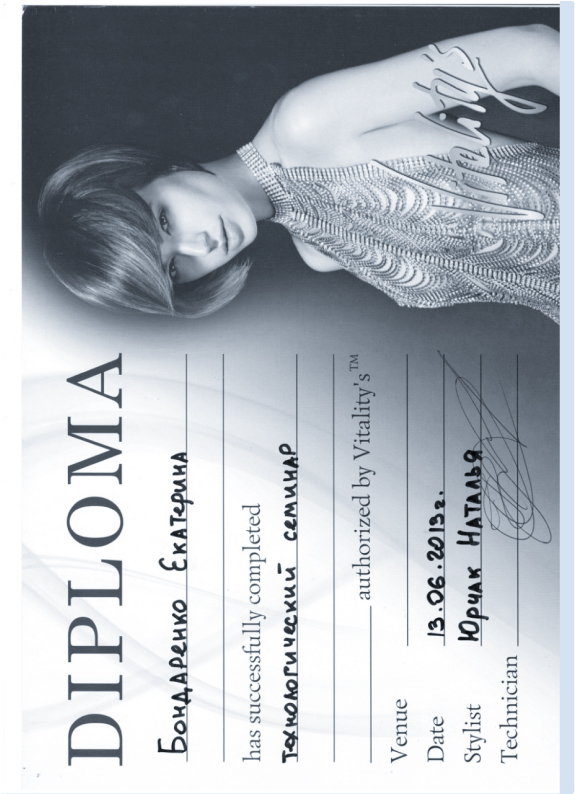 Vitality's
DIPLOMA
Бондаренко Екатерина
has successfully completed
Технологический семинар
authorized by Vitality's™
Venue
Date 13.06.2013г.
Stylist Юрчак Наталья
Technician